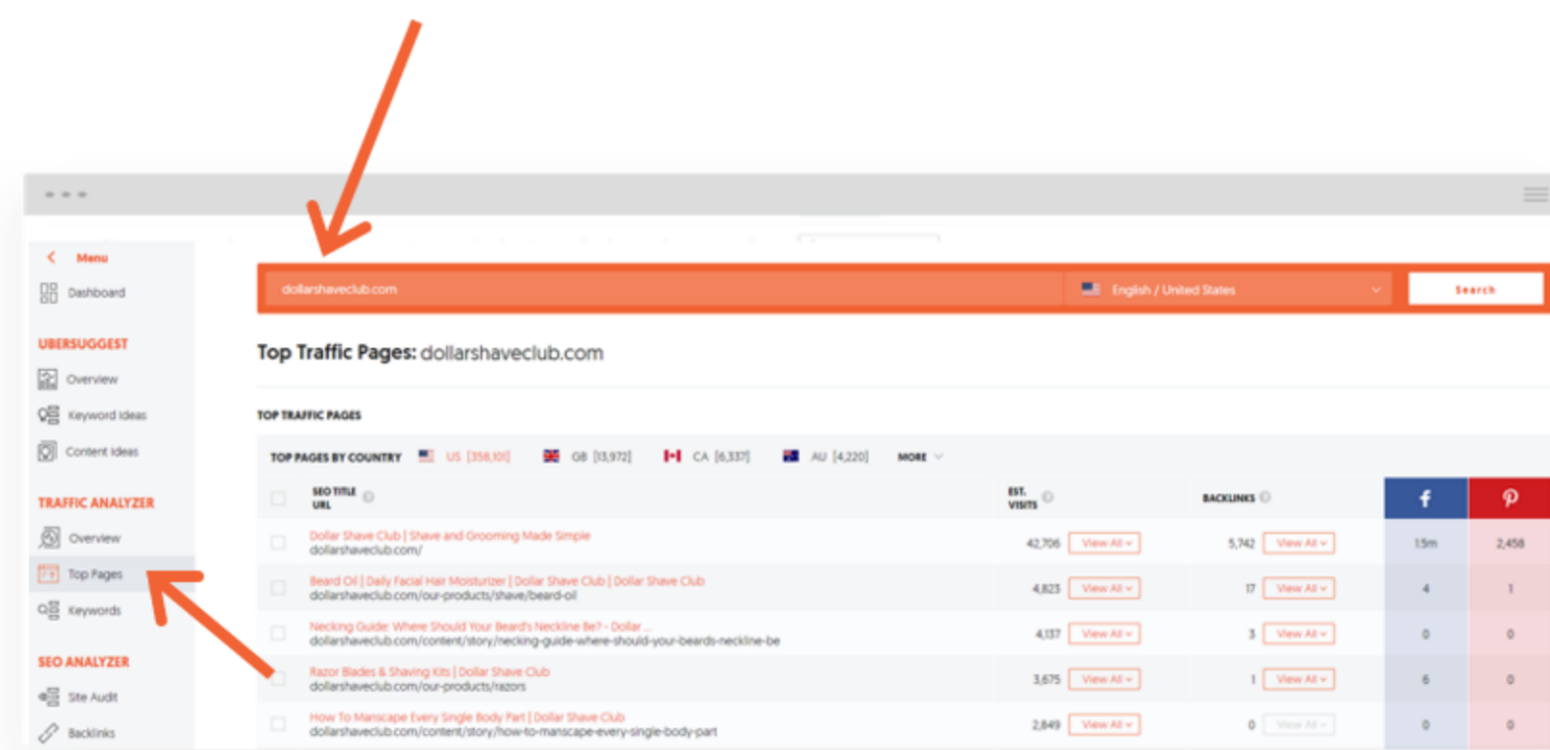 Menu
Dashboard
UBERSUGGEST
Overview
Keyword Ideas
Content Ideas
TRAFFIC ANALYZER
Overview
Top Pages
Keywords
SEO ANALYZER
Site Audit
Backlinks
dollarshaveclub.com English / United States Search
Top Traffic Pages: dollarshaveclub.com
TOP TRAFFIC PAGES
TOP PAGES BY COUNTRY US [358,101] GB [13,972] CA [6,337] AU [4,220] MORE
SEO TITLE
URL
EST.
VISITS
BACKLINKS
Dollar Shave Club | Shave and Grooming Made Simple
dollarshaveclub.com/
42,706 View All 5,742 View All 1.5m 2,458
Beard Oil | Daily Facial Hair Moisturizer | Dollar Shave Club | Dollar Shave Club
dollarshaveclub.com/our-products/shave/beard-oil
4,823 View All 17 View All 4 1
Necking Guide: Where Should Your Beard's Neckline Be? - Dollar ...
dollarshaveclub.com/content/story/necking-guide-where-should-your-beards-neckline-be
4,137 View All 3 View All 0 0
Razor Blades & Shaving Kits | Dollar Shave Club
dollarshaveclub.com/our-products/razors
3,675 View All 1 View All 6 0
How To Manscape Every Single Body Part | Dollar Shave Club
dollarshaveclub.com/content/story/how-to-manscape-every-single-body-part
2,849 View All 0 View All 0 0